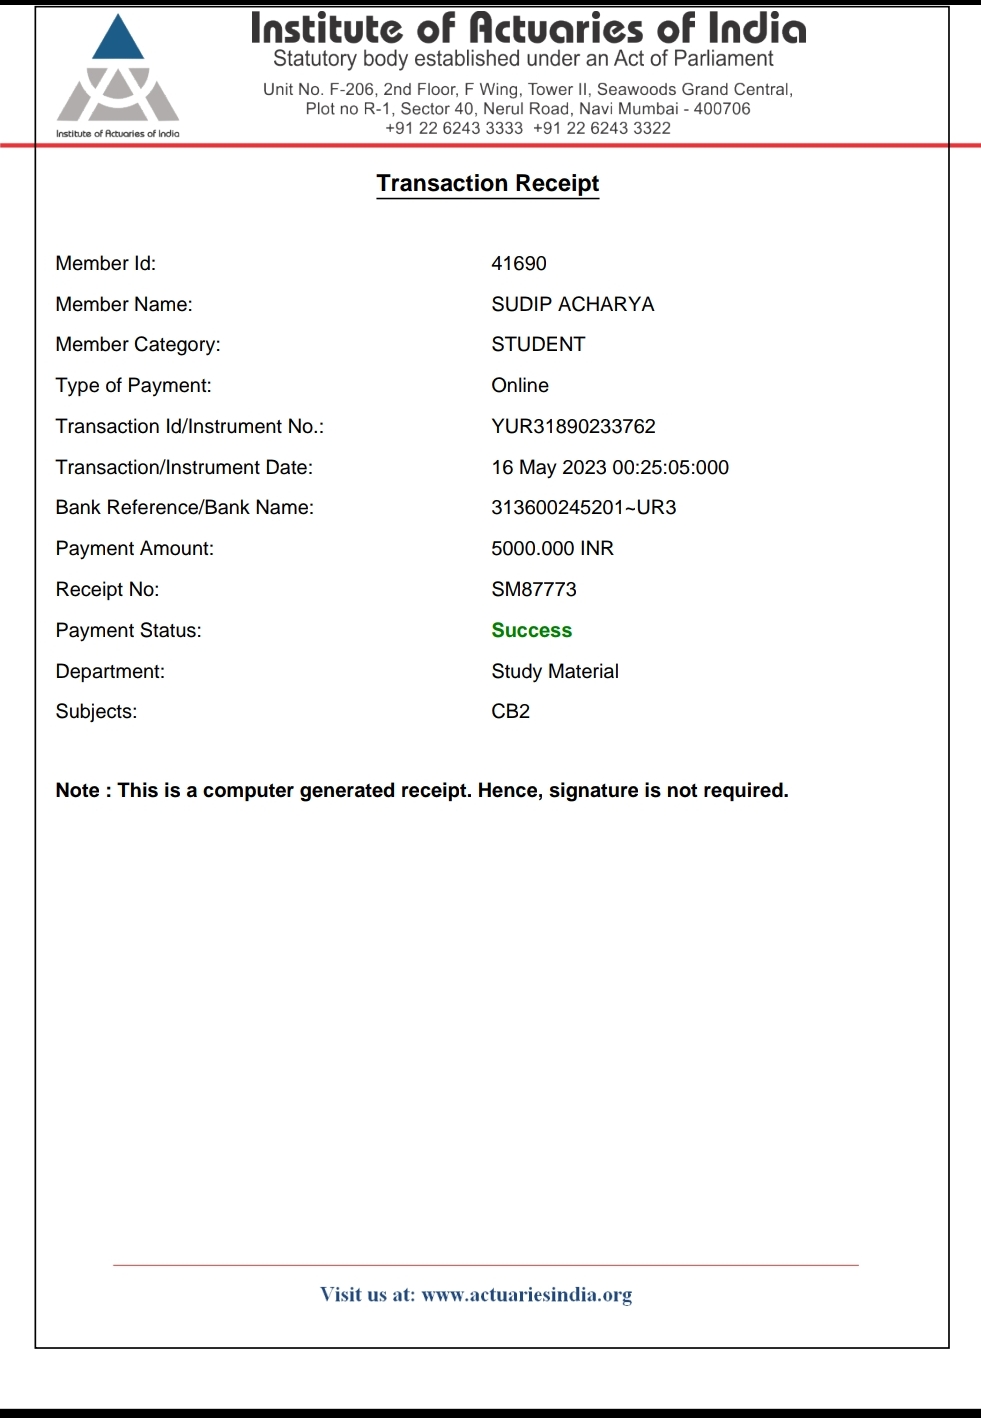 Institute of Actuaries of India
Statutory body established under an Act of Parliament
Unit No. F-206, 2nd Floor, F Wing, Tower II, Seawoods Grand Central,
Plot no R-1, Sector 40, Nerul Road, Navi Mumbai - 400706
+91 22 6243 3333 +91 22 6243 3322
Institute of Actuaries of India
Transaction Receipt
Member Id: 41690
Member Name: SUDIP ACHARYA
Member Category: STUDENT
Type of Payment: Online
Transaction Id/Instrument No.: YUR31890233762
Transaction/Instrument Date: 16 May 2023 00:25:05:000
Bank Reference/Bank Name: 313600245201~UR3
Payment Amount: 5000.000 INR
Receipt No: SM87773
Payment Status: Success
Department: Study Material
Subjects: CB2
Note : This is a computer generated receipt. Hence, signature is not required.
Visit us at: www.actuariesindia.org